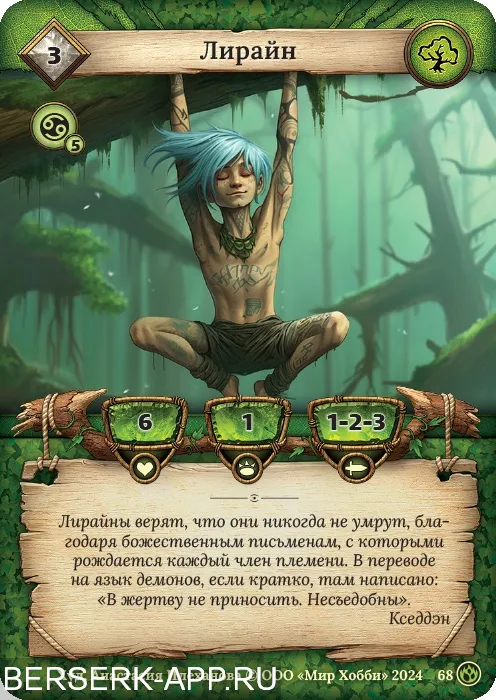 3
Лирайн
5
6
1
1-2-3
Лирайны верят, что они никогда не умрут, бла-
годаря божественным письменам, с которыми
рождается каждый член племени. В переводе
на язык демонов, если кратко, там написано:
«В жертву не приносить. Несъедобны».
Кседдэн
ООО «Мир Хобби» 2024 68
BERSERK-APP.RU